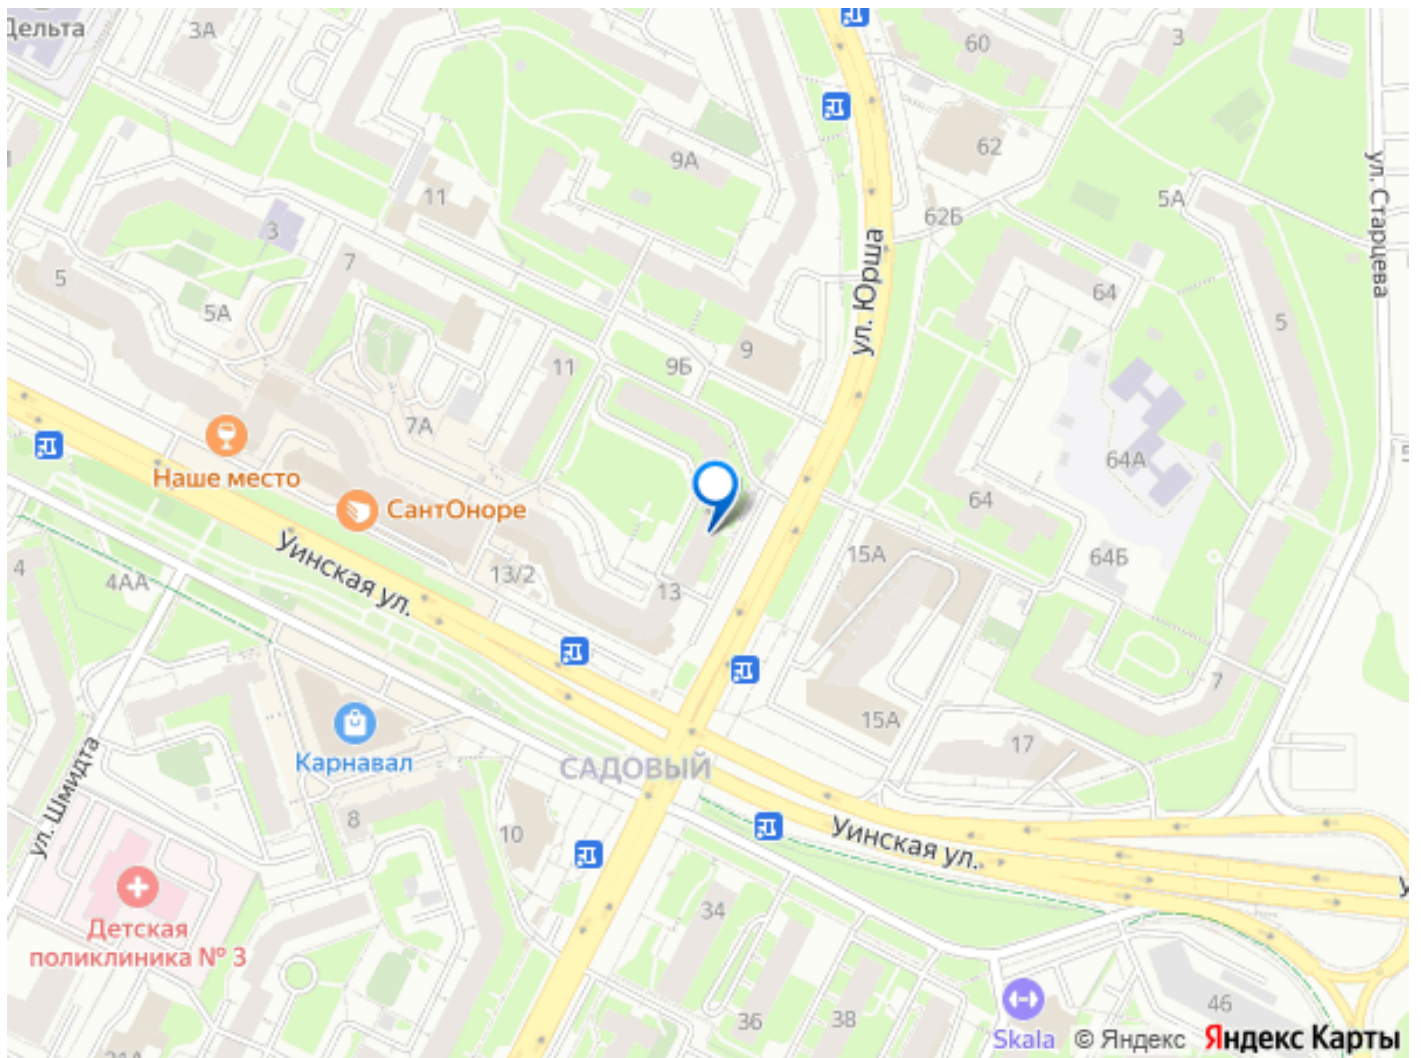 Дельта
3А
60
3
62
9А
11
62Б
5А
ул. Старцева
3
7
5
5А
ул. Юрша
64
5
9
9Б
11
7А
Наше место
64А
СантОноре
64
15А
64Б
Уинская ул.
13/2
13
4
4АА
7
15А
17
Карнавал
САДОВЫЙ
ул. Шмидта
8
10
Уинская ул.
Детская
поликлиника № 3
34
36
38
46
Skala
© Яндекс
Яндекс Карты